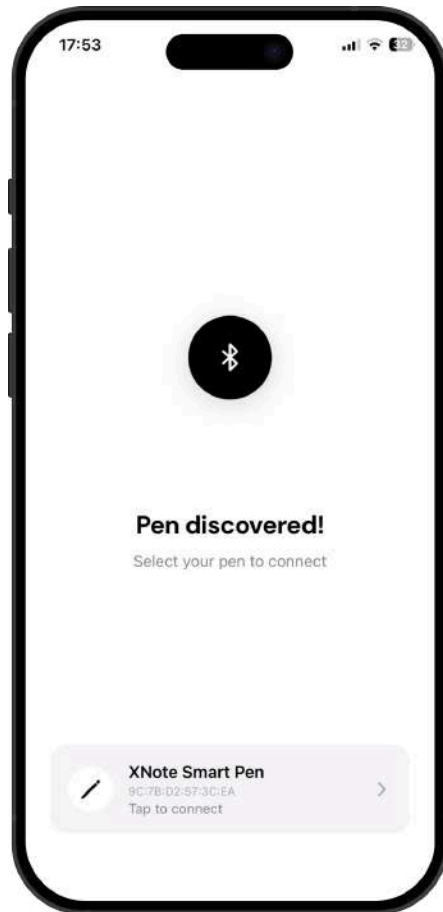 17:53
32
Pen discovered!
Select your pen to connect
XNote Smart Pen
9C:7B:D2:57:3C:EA
Tap to connect